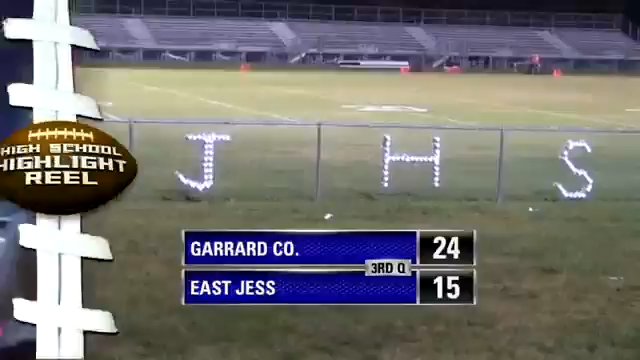 J H S
HIGH SCHOOL
HIGHLIGHT
REEL
GARRARD CO. 24
3RD Q
EAST JESS 15